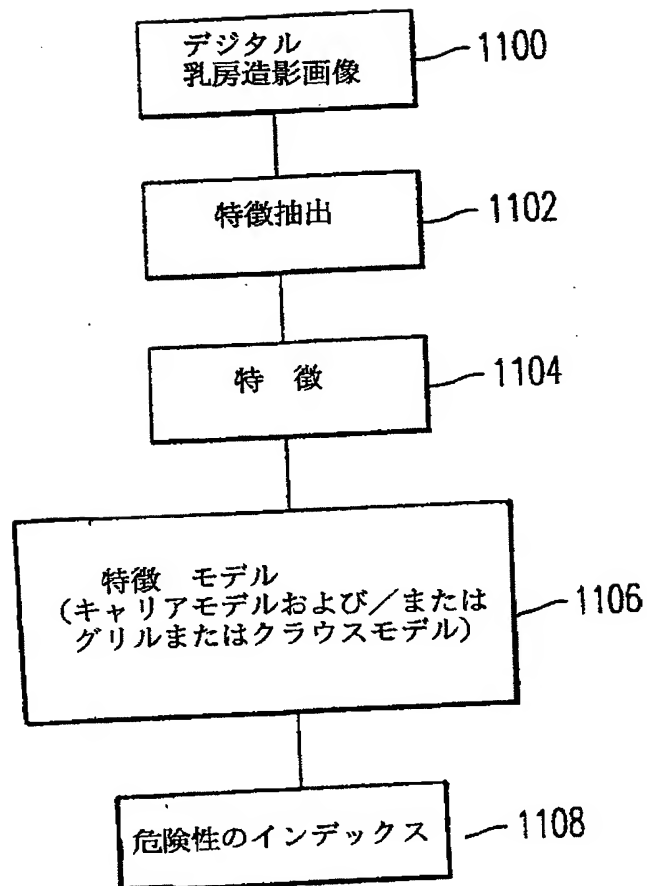 デジタル
乳房造影画像
1100
特徴抽出
1102
特 徴
1104
特徴 モデル
(キャリアモデルおよび/または
グリルまたはクラウスモデル)
1106
危険性のインデックス
1108